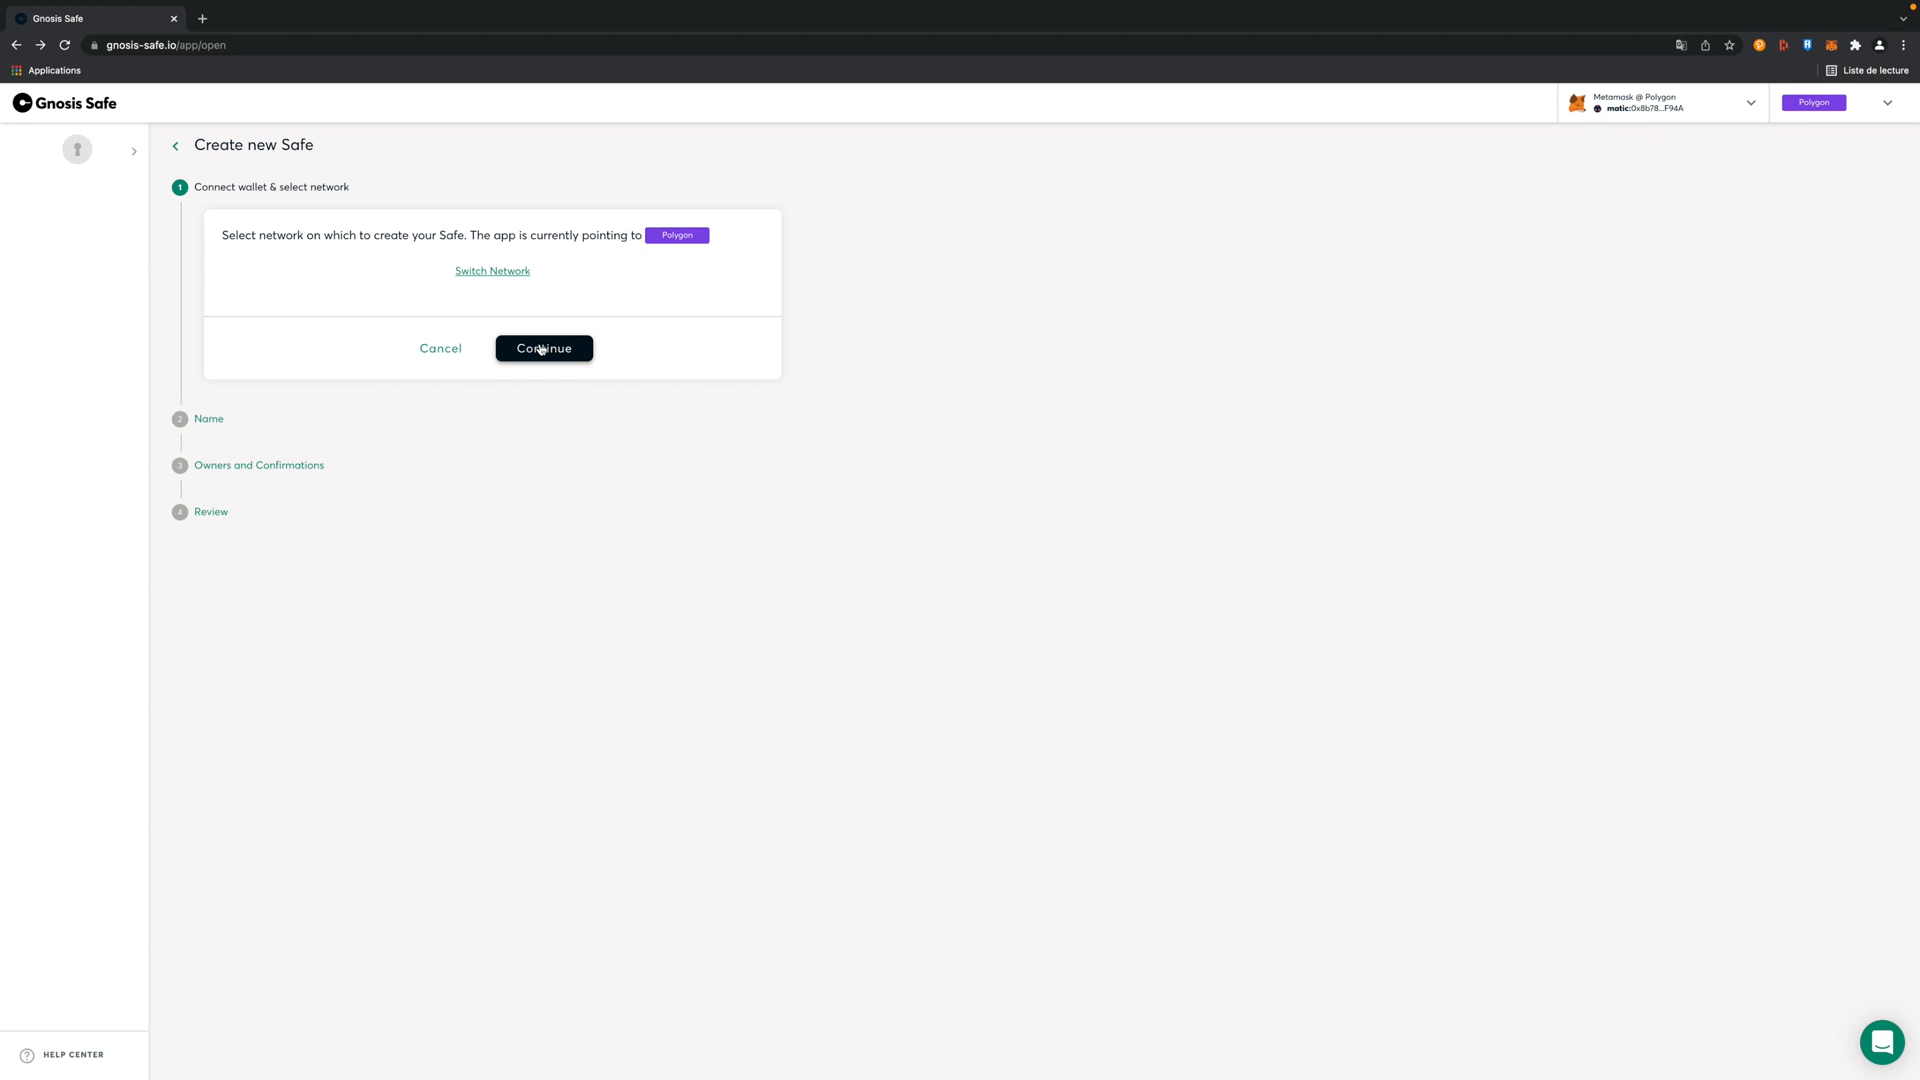 Gnosis Safe
gnosis-safe.io/app/open
Applications
Liste de lecture
Gnosis Safe
Metamask @ Polygon
matic:0x8b78...F94A
Polygon
Create new Safe
1 Connect wallet & select network
Select network on which to create your Safe. The app is currently pointing to Polygon
Switch Network
Cancel
Continue
2 Name
3 Owners and Confirmations
4 Review
? HELP CENTER